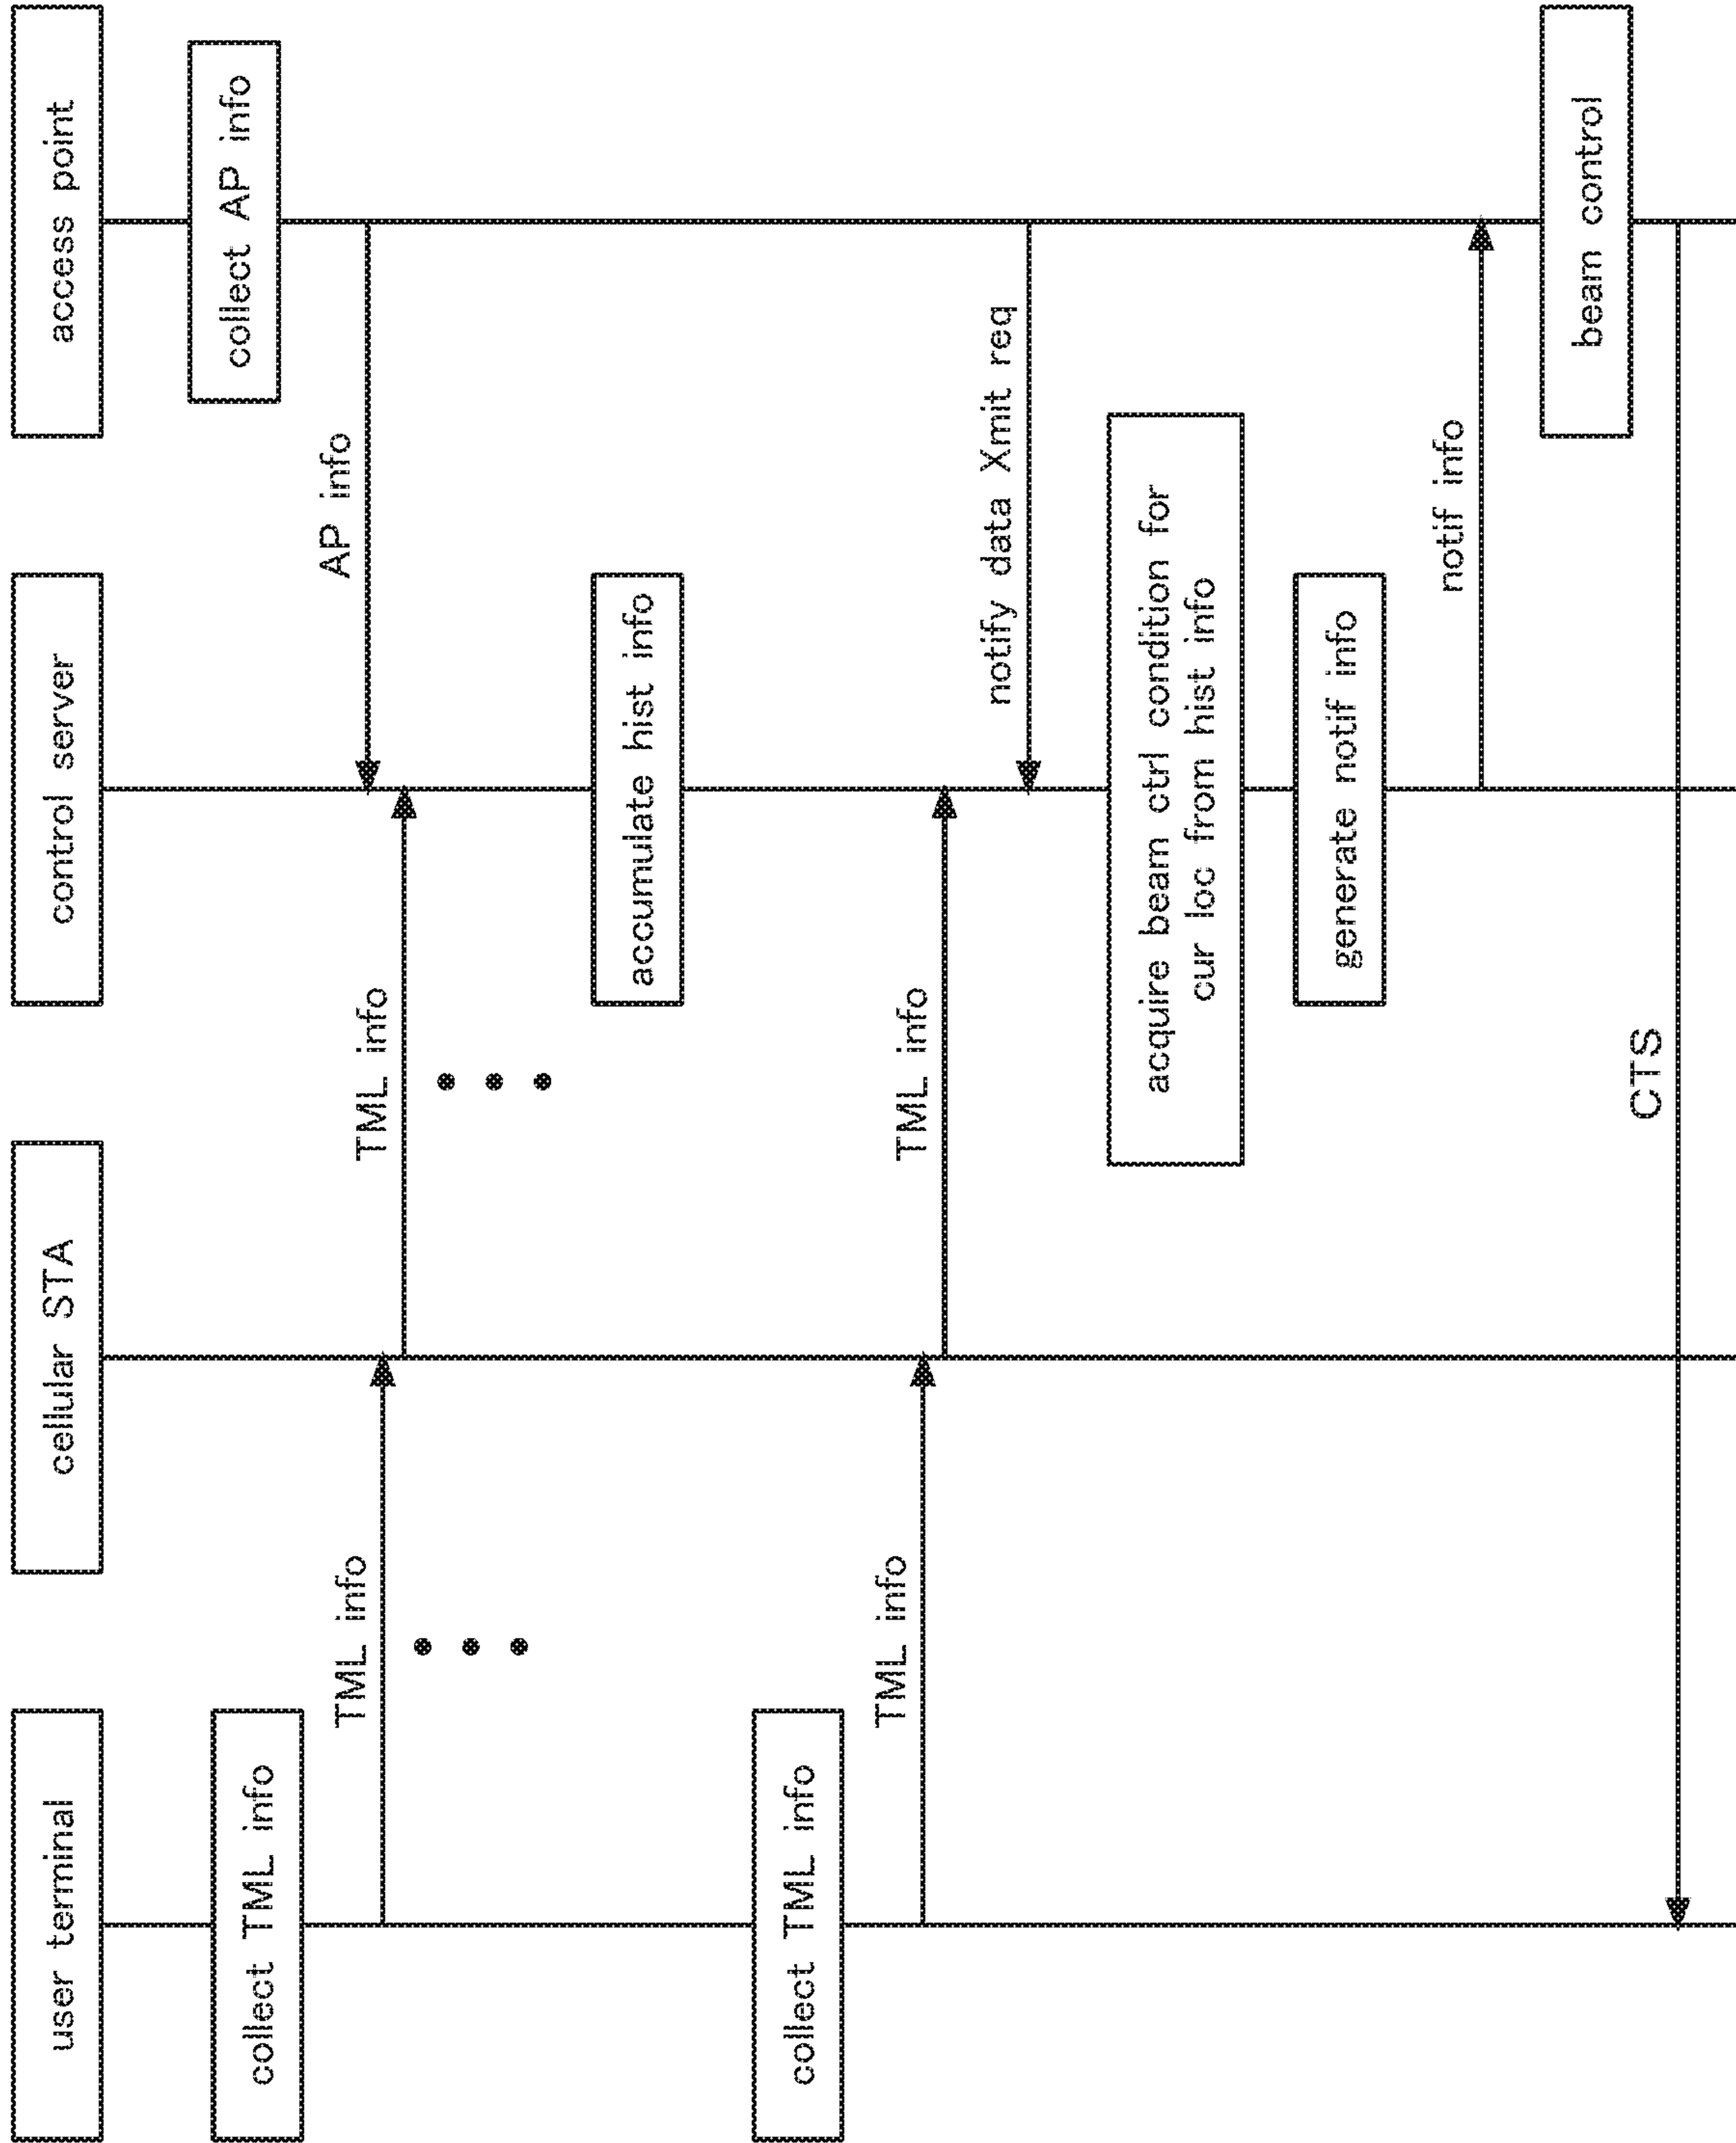 user terminal
cellular STA
control server
access point
collect AP info
collect TML info
AP info
TML info
TML info
accumulate hist info
collect TML info
TML info
TML info
notify data Xmit req
acquire beam ctrl condition for
cur loc from hist info
generate notif info
notif info
beam control
CTS